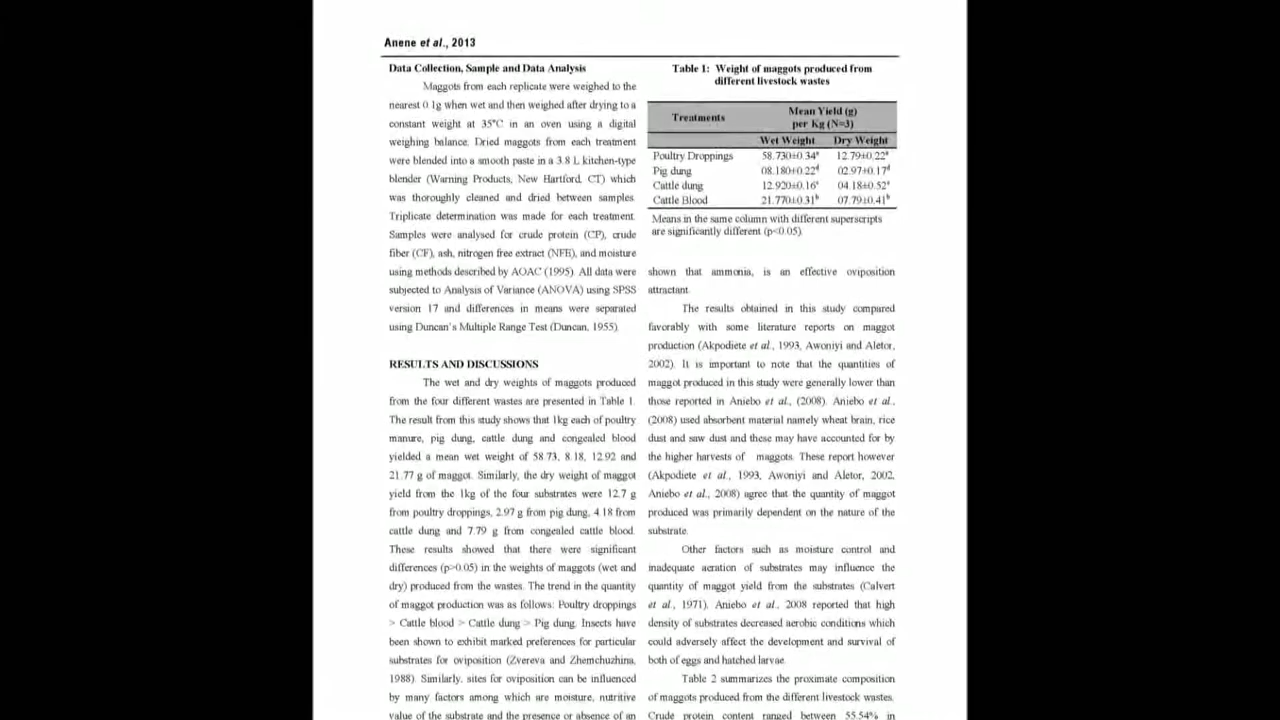 Anene et al., 2013
Data Collection, Sample and Data Analysis
Maggots from each replicate were weighed to the
nearest 0.1g when wet and then weighed after drying to a
constant weight at 35°C in an oven using a digital
weighing balance. Dried maggots from each treatment
were blended into a smooth paste in a 3.8 L kitchen-type
blender (Warning Products, New Hartford, CT) which
was thoroughly cleaned and dried between samples.
Triplicate determination was made for each treatment.
Samples were analysed for crude protein (CP), crude
fiber (CF), ash, nitrogen free extract (NFE), and moisture
using methods described by AOAC (1995). All data were
subjected to Analysis of Variance (ANOVA) using SPSS
version 17 and differences in means were separated
using Duncan's Multiple Range Test (Duncan, 1955).
RESULTS AND DISCUSSIONS
The wet and dry weights of maggots produced
from the four different wastes are presented in Table 1.
The result from this study shows that 1kg each of poultry
manure, pig dung, cattle dung and congealed blood
yielded a mean wet weight of 58.73, 8.18, 12.92 and
21.77 g of maggot. Similarly, the dry weight of maggot
yield from the 1kg of the four substrates were 12.7 g
from poultry droppings, 2.97 g from pig dung, 4.18 from
cattle dung and 7.79 g from congealed cattle blood.
These results showed that there were significant
differences (p>0.05) in the weights of maggots (wet and
dry) produced from the wastes. The trend in the quantity
of maggot production was as follows: Poultry droppings
> Cattle blood > Cattle dung > Pig dung. Insects have
been shown to exhibit marked preferences for particular
substrates for oviposition (Zvereva and Zhemchuzhina,
1988). Similarly, sites for oviposition can be influenced
by many factors among which are moisture, nutritive
value of the substrate and the presence or absence of an
Table 1: Weight of maggots produced from
different livestock wastes
Treatments Mean Yield (g)
per Kg (N=3)
Wet Weight Dry Weight
Poultry Droppings 58.730±0.34ᵃ 12.79±0.22ᵃ
Pig dung 08.180±0.22ᵈ 02.97±0.17ᵈ
Cattle dung 12.920±0.16ᶜ 04.18±0.52ᶜ
Cattle Blood 21.770±0.31ᵇ 07.79±0.41ᵇ
Means in the same column with different superscripts
are significantly different (p<0.05).
shown that ammonia, is an effective oviposition
attractant.
The results obtained in this study compared
favorably with some literature reports on maggot
production (Akpodiete et al., 1993, Awoniyi and Aletor,
2002). It is important to note that the quantities of
maggot produced in this study were generally lower than
those reported in Aniebo et al., (2008). Aniebo et al.,
(2008) used absorbent material namely wheat brain, rice
dust and saw dust and these may have accounted for by
the higher harvests of maggots. These report however
(Akpodiete et al., 1993, Awoniyi and Aletor, 2002,
Aniebo et al., 2008) agree that the quantity of maggot
produced was primarily dependent on the nature of the
substrate.
Other factors such as moisture control and
inadequate aeration of substrates may influence the
quantity of maggot yield from the substrates (Calvert
et al., 1971). Aniebo et al., 2008 reported that high
density of substrates decreased aerobic conditions which
could adversely affect the development and survival of
both of eggs and hatched larvae.
Table 2 summarizes the proximate composition
of maggots produced from the different livestock wastes.
Crude protein content ranged between 55.54% in